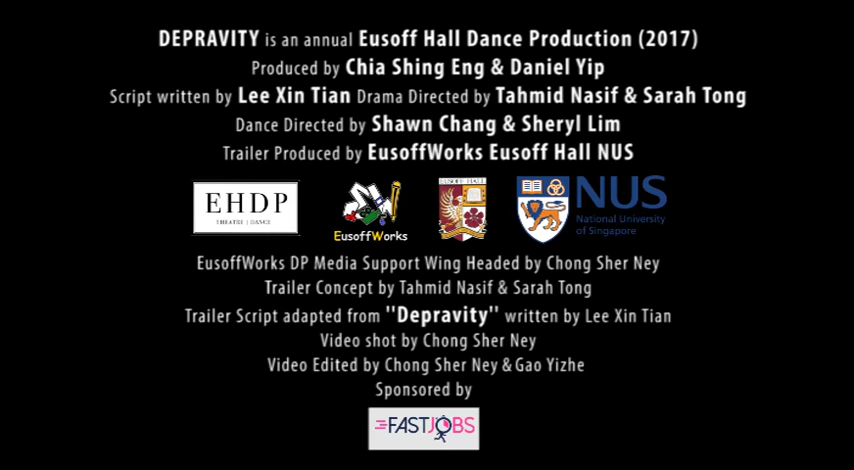 DEPRAVITY is an annual Eusoff Hall Dance Production (2017)
Produced by Chia Shing Eng & Daniel Yip
Script written by Lee Xin Tian Drama Directed by Tahmid Nasif & Sarah Tong
Dance Directed by Shawn Chang & Sheryl Lim
Trailer Produced by EusoffWorks Eusoff Hall NUS
EHDP
THEATRE | DANCE
EusoffWorks
EUSOFF HALL
NUS
National University
of Singapore
EusoffWorks DP Media Support Wing Headed by Chong Sher Ney
Trailer Concept by Tahmid Nasif & Sarah Tong
Trailer Script adapted from "Depravity" written by Lee Xin Tian
Video shot by Chong Sher Ney
Video Edited by Chong Sher Ney & Gao Yizhe
Sponsored by
FASTJOBS